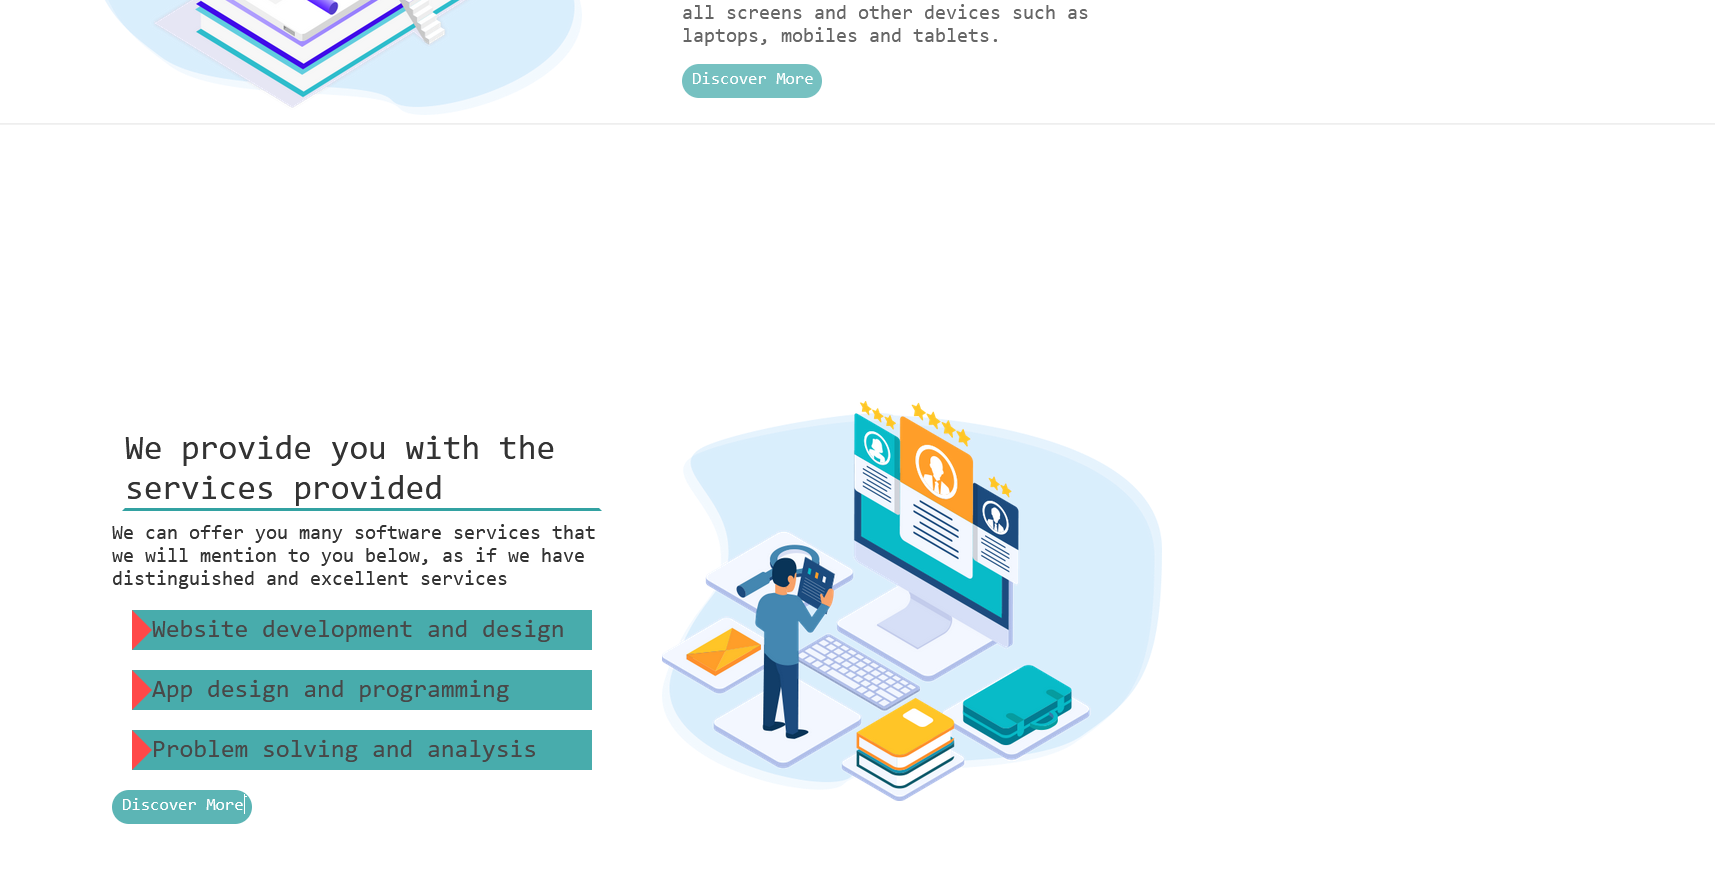 all screens and other devices such as
laptops, mobiles and tablets.
Discover More
We provide you with the
services provided
We can offer you many software services that
we will mention to you below, as if we have
distinguished and excellent services
Website development and design
App design and programming
Problem solving and analysis
Discover More